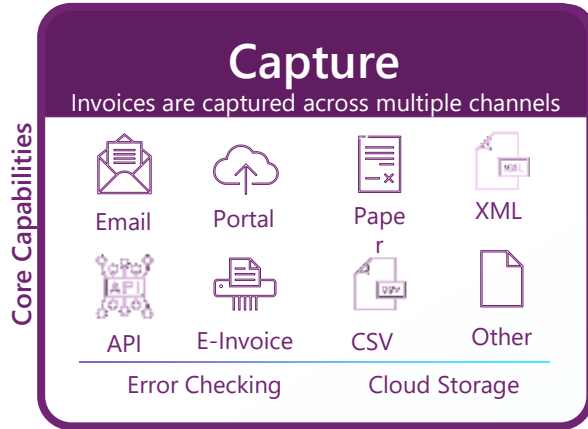 Capture
Invoices are captured across multiple channels
Core Capabilities
Email
Portal
Pape
r
XML
API
API
E-Invoice
CSV
Other
Error Checking
Cloud Storage